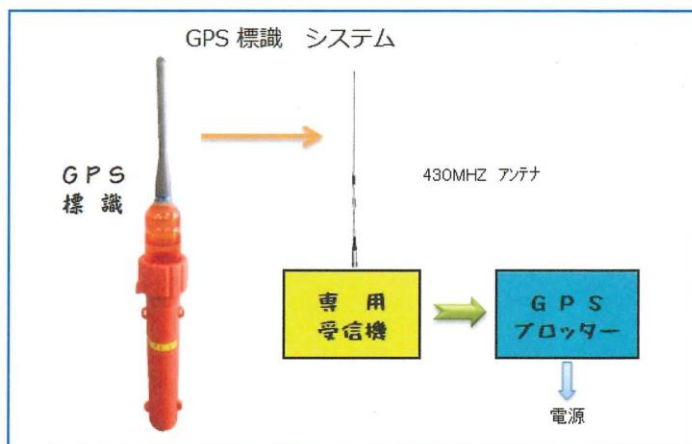 GPS 標識　システム
GPS
標 識
430MHZ アンテナ
専　用
受信機
GPS
プロッター
電源